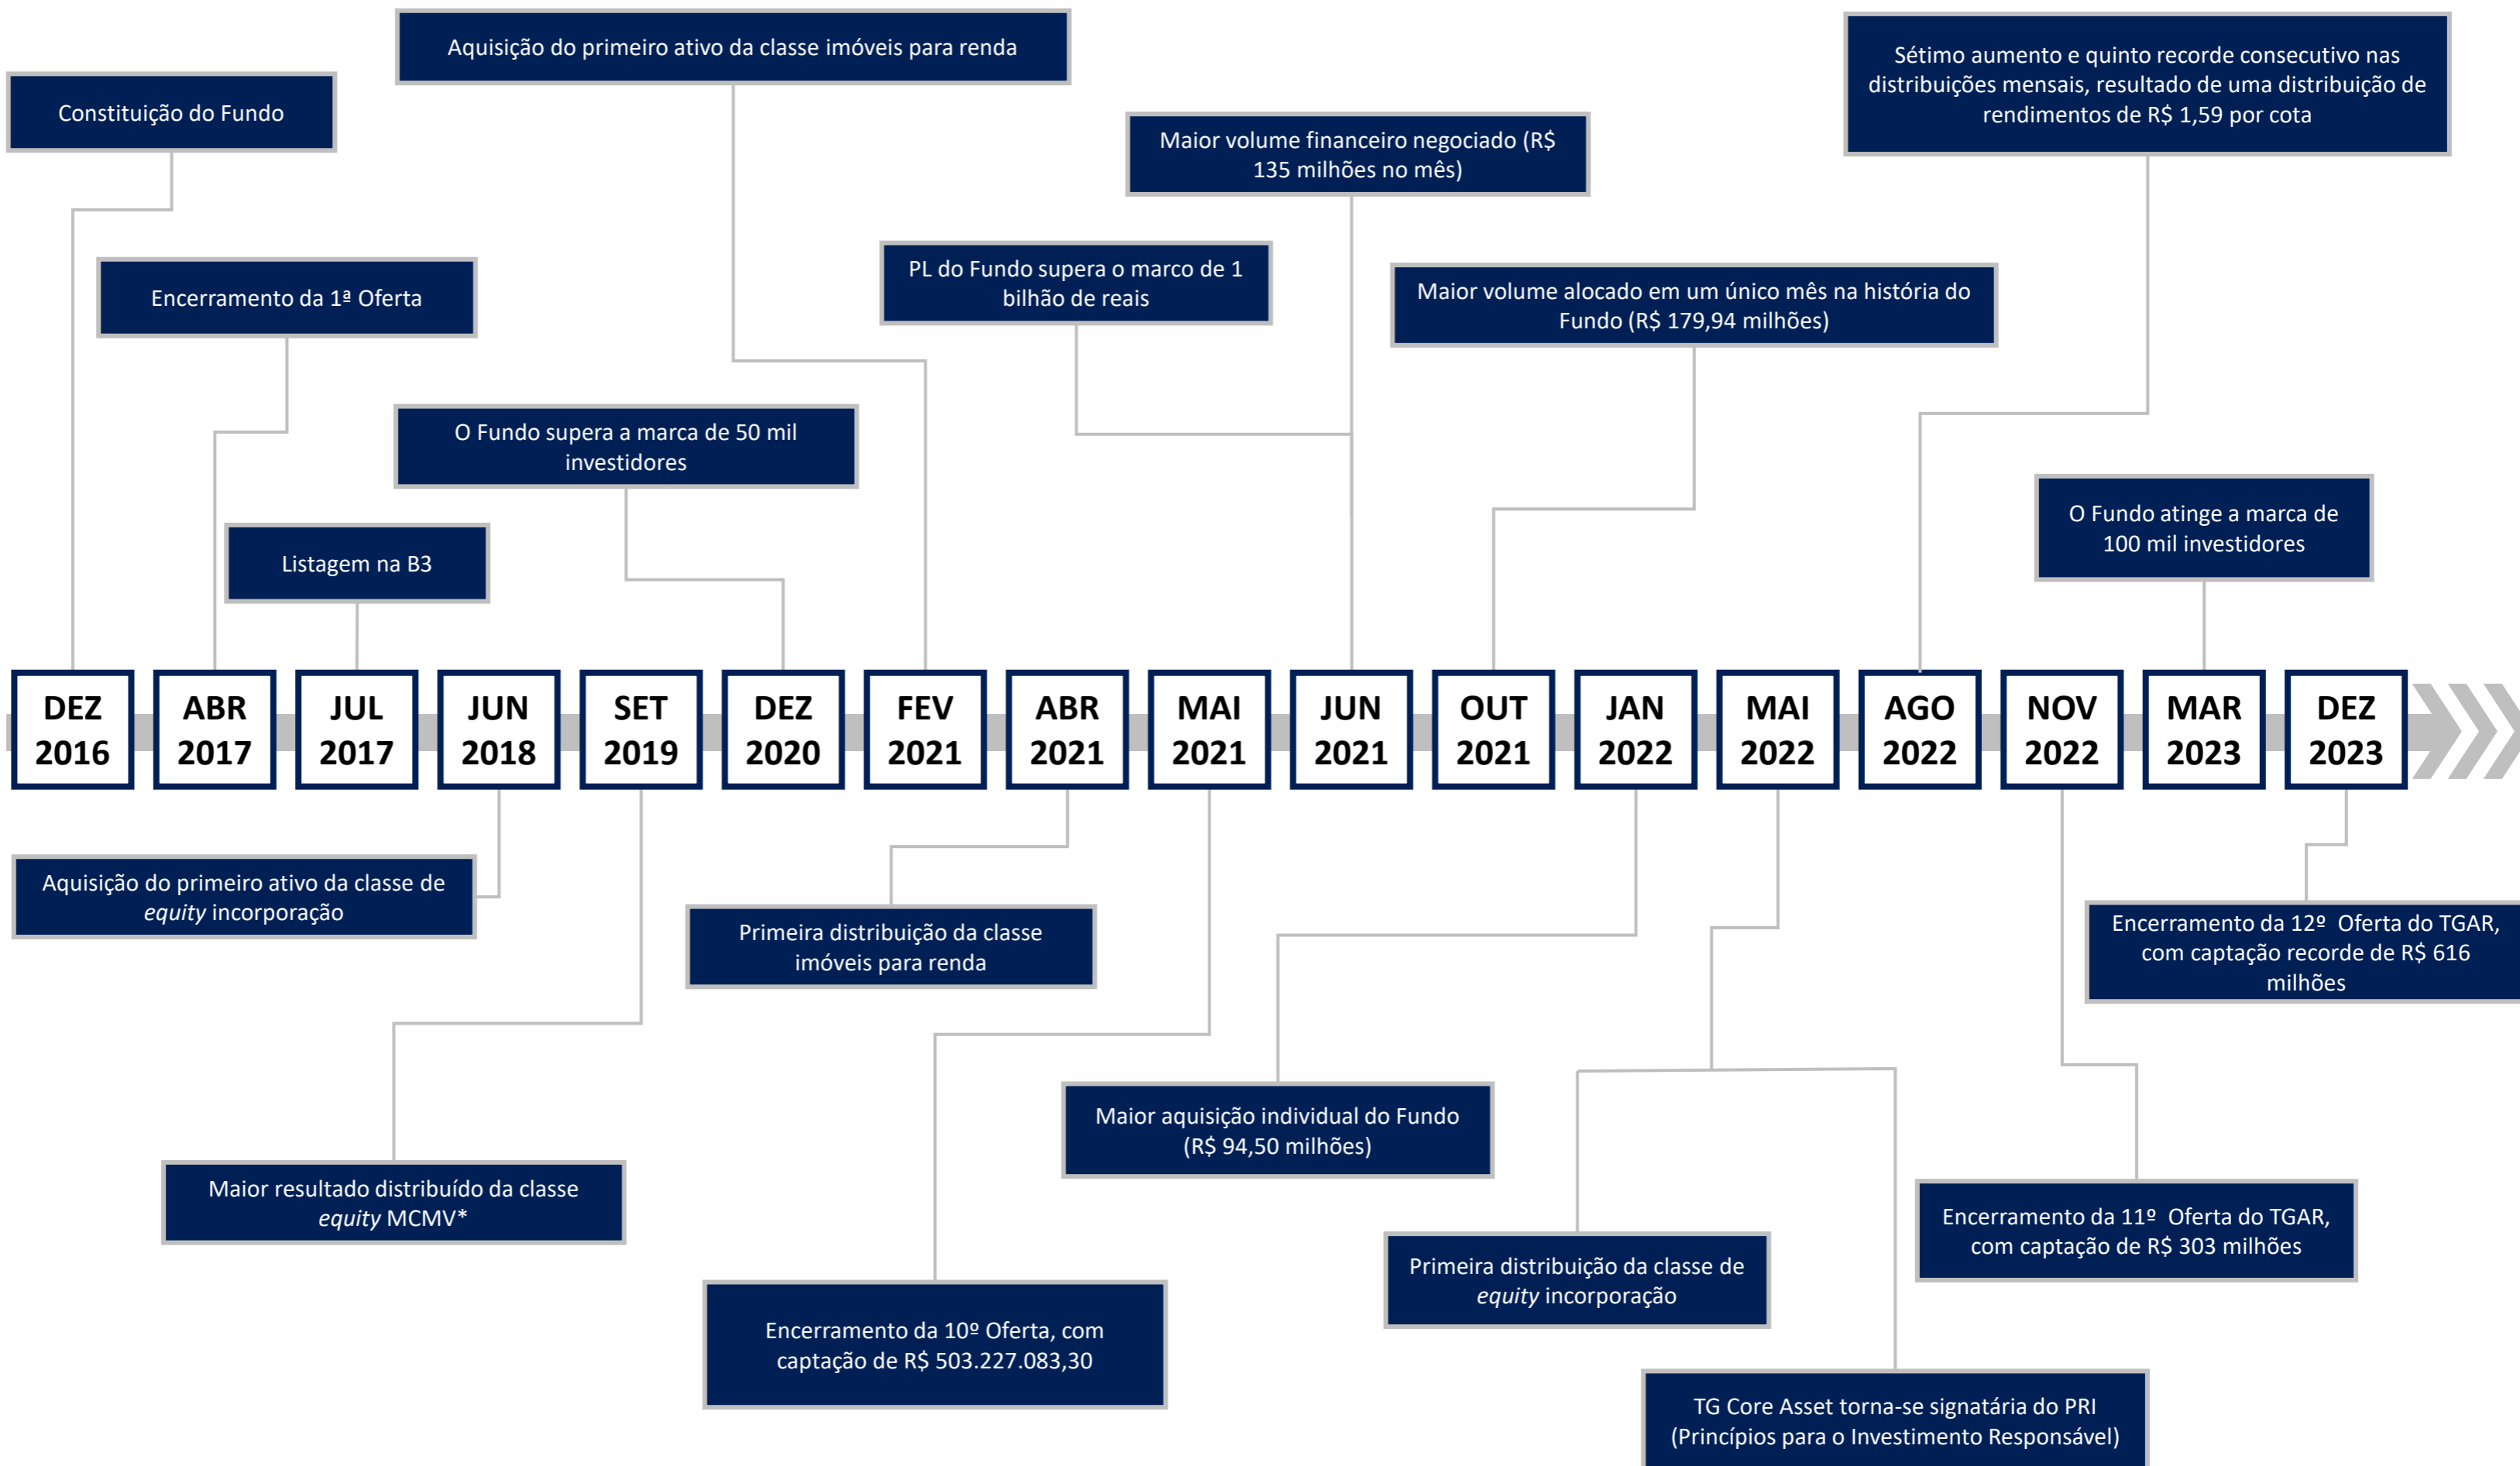 Aquisição do primeiro ativo da classe imóveis para renda
Sétimo aumento e quinto recorde consecutivo nas
distribuições mensais, resultado de uma distribuição de
rendimentos de R$ 1,59 por cota
Constituição do Fundo
Maior volume financeiro negociado (R$
135 milhões no mês)
Encerramento da 1ª Oferta
PL do Fundo supera o marco de 1
bilhão de reais
Maior volume alocado em um único mês na história do
Fundo (R$ 179,94 milhões)
O Fundo supera a marca de 50 mil
investidores
Listagem na B3
O Fundo atinge a marca de
100 mil investidores
DEZ
2016
ABR
2017
JUL
2017
JUN
2018
SET
2019
DEZ
2020
FEV
2021
ABR
2021
MAI
2021
JUN
2021
OUT
2021
JAN
2022
MAI
2022
AGO
2022
NOV
2022
MAR
2023
DEZ
2023
Aquisição do primeiro ativo da classe de
equity incorporação
Primeira distribuição da classe
imóveis para renda
Encerramento da 12º  Oferta do TGAR,
com captação recorde de R$ 616
milhões
Maior aquisição individual do Fundo
(R$ 94,50 milhões)
Maior resultado distribuído da classe
equity MCMV*
Encerramento da 11º  Oferta do TGAR,
com captação de R$ 303 milhões
Primeira distribuição da classe de
equity incorporação
Encerramento da 10º Oferta, com
captação de R$ 503.227.083,30
TG Core Asset torna-se signatária do PRI
(Princípios para o Investimento Responsável)